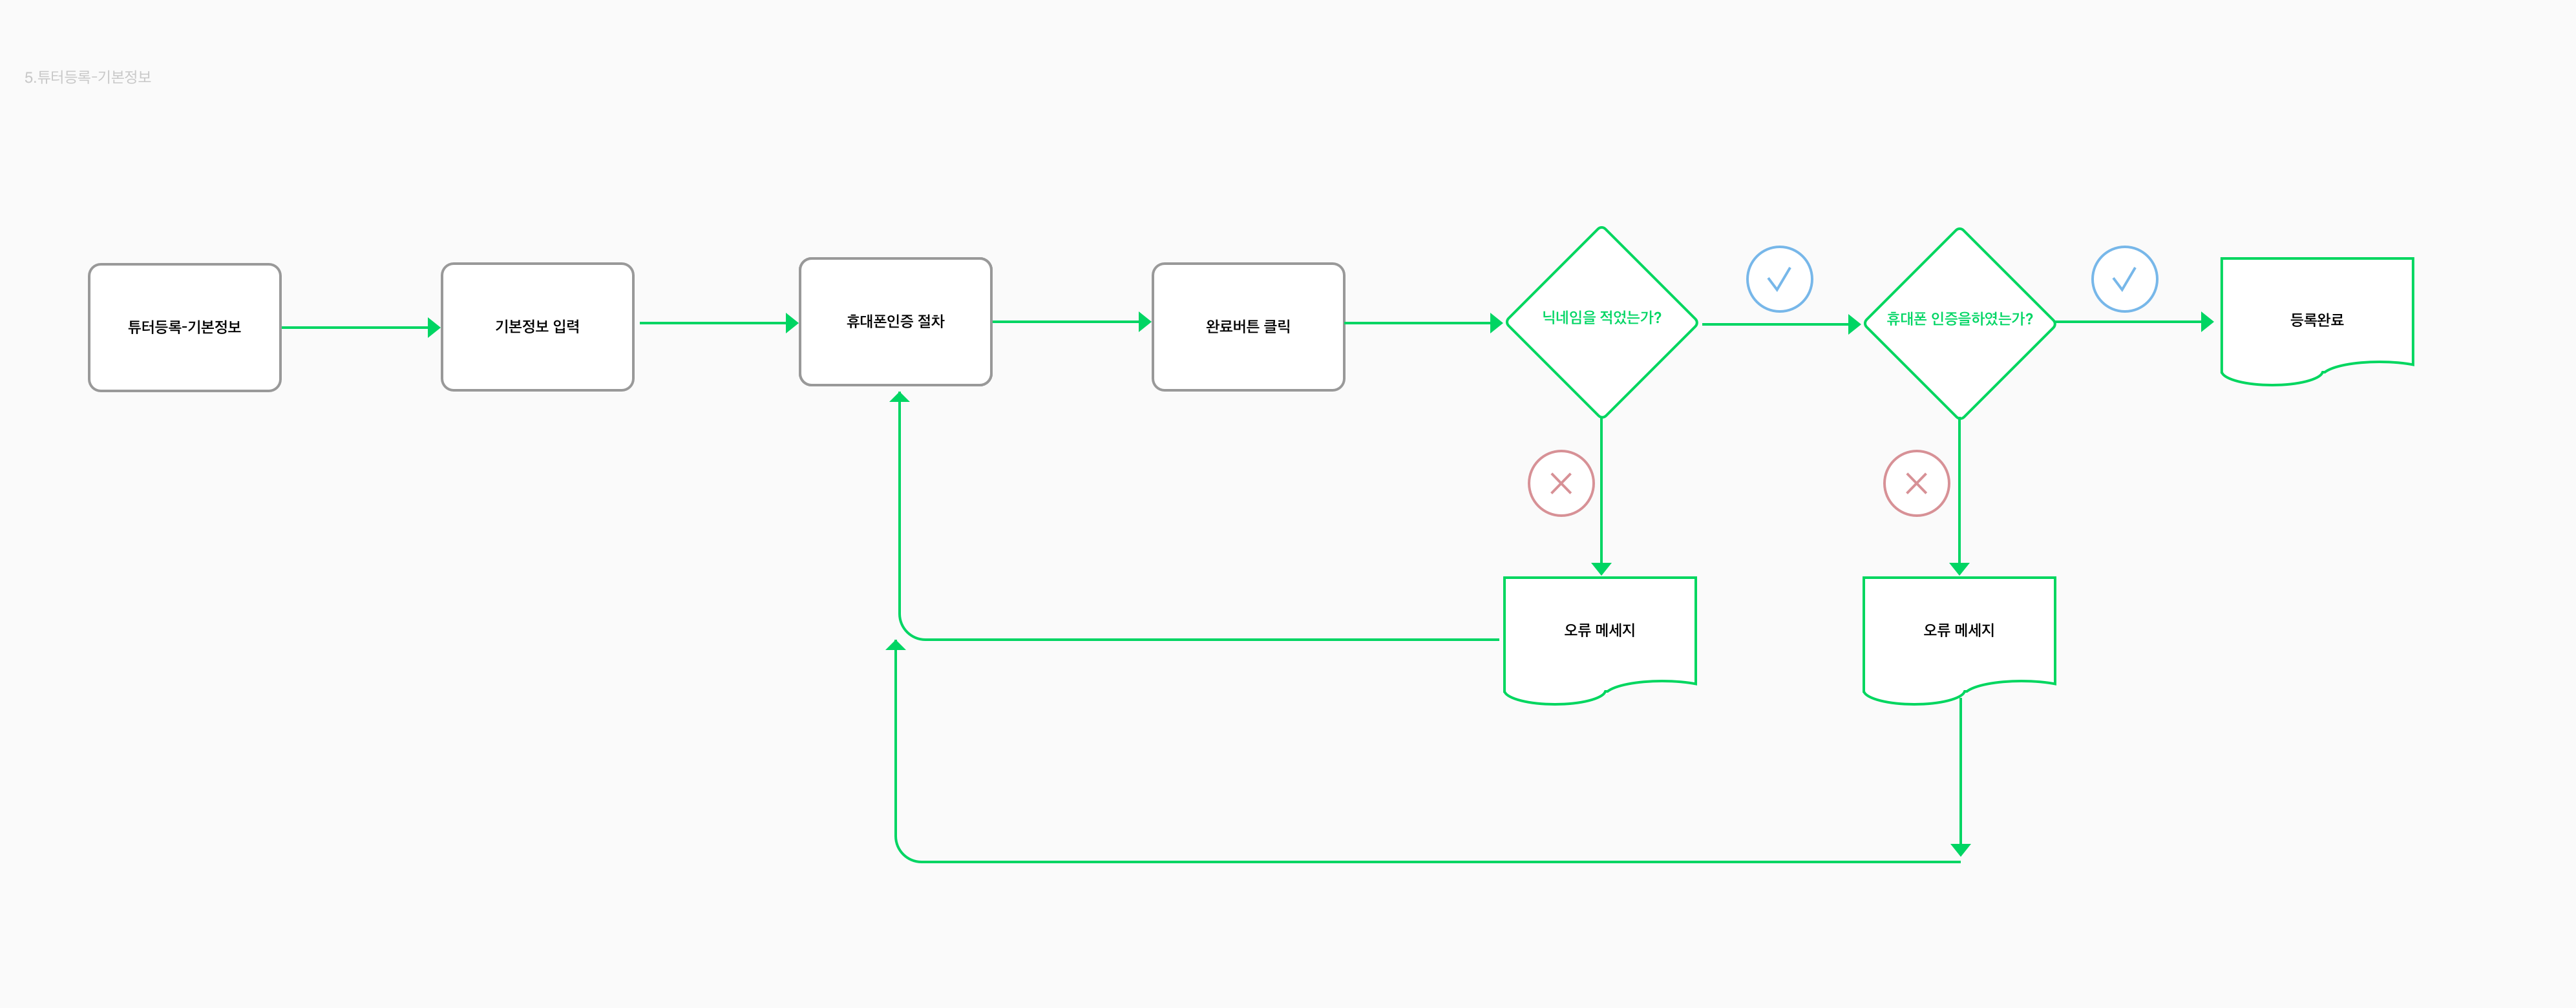 5.튜터등록-기본정보
튜터등록-기본정보
기본정보 입력
휴대폰인증 절차
완료버튼 클릭
닉네임을 적었는가?
휴대폰 인증을하였는가?
등록완료
오류 메세지
오류 메세지